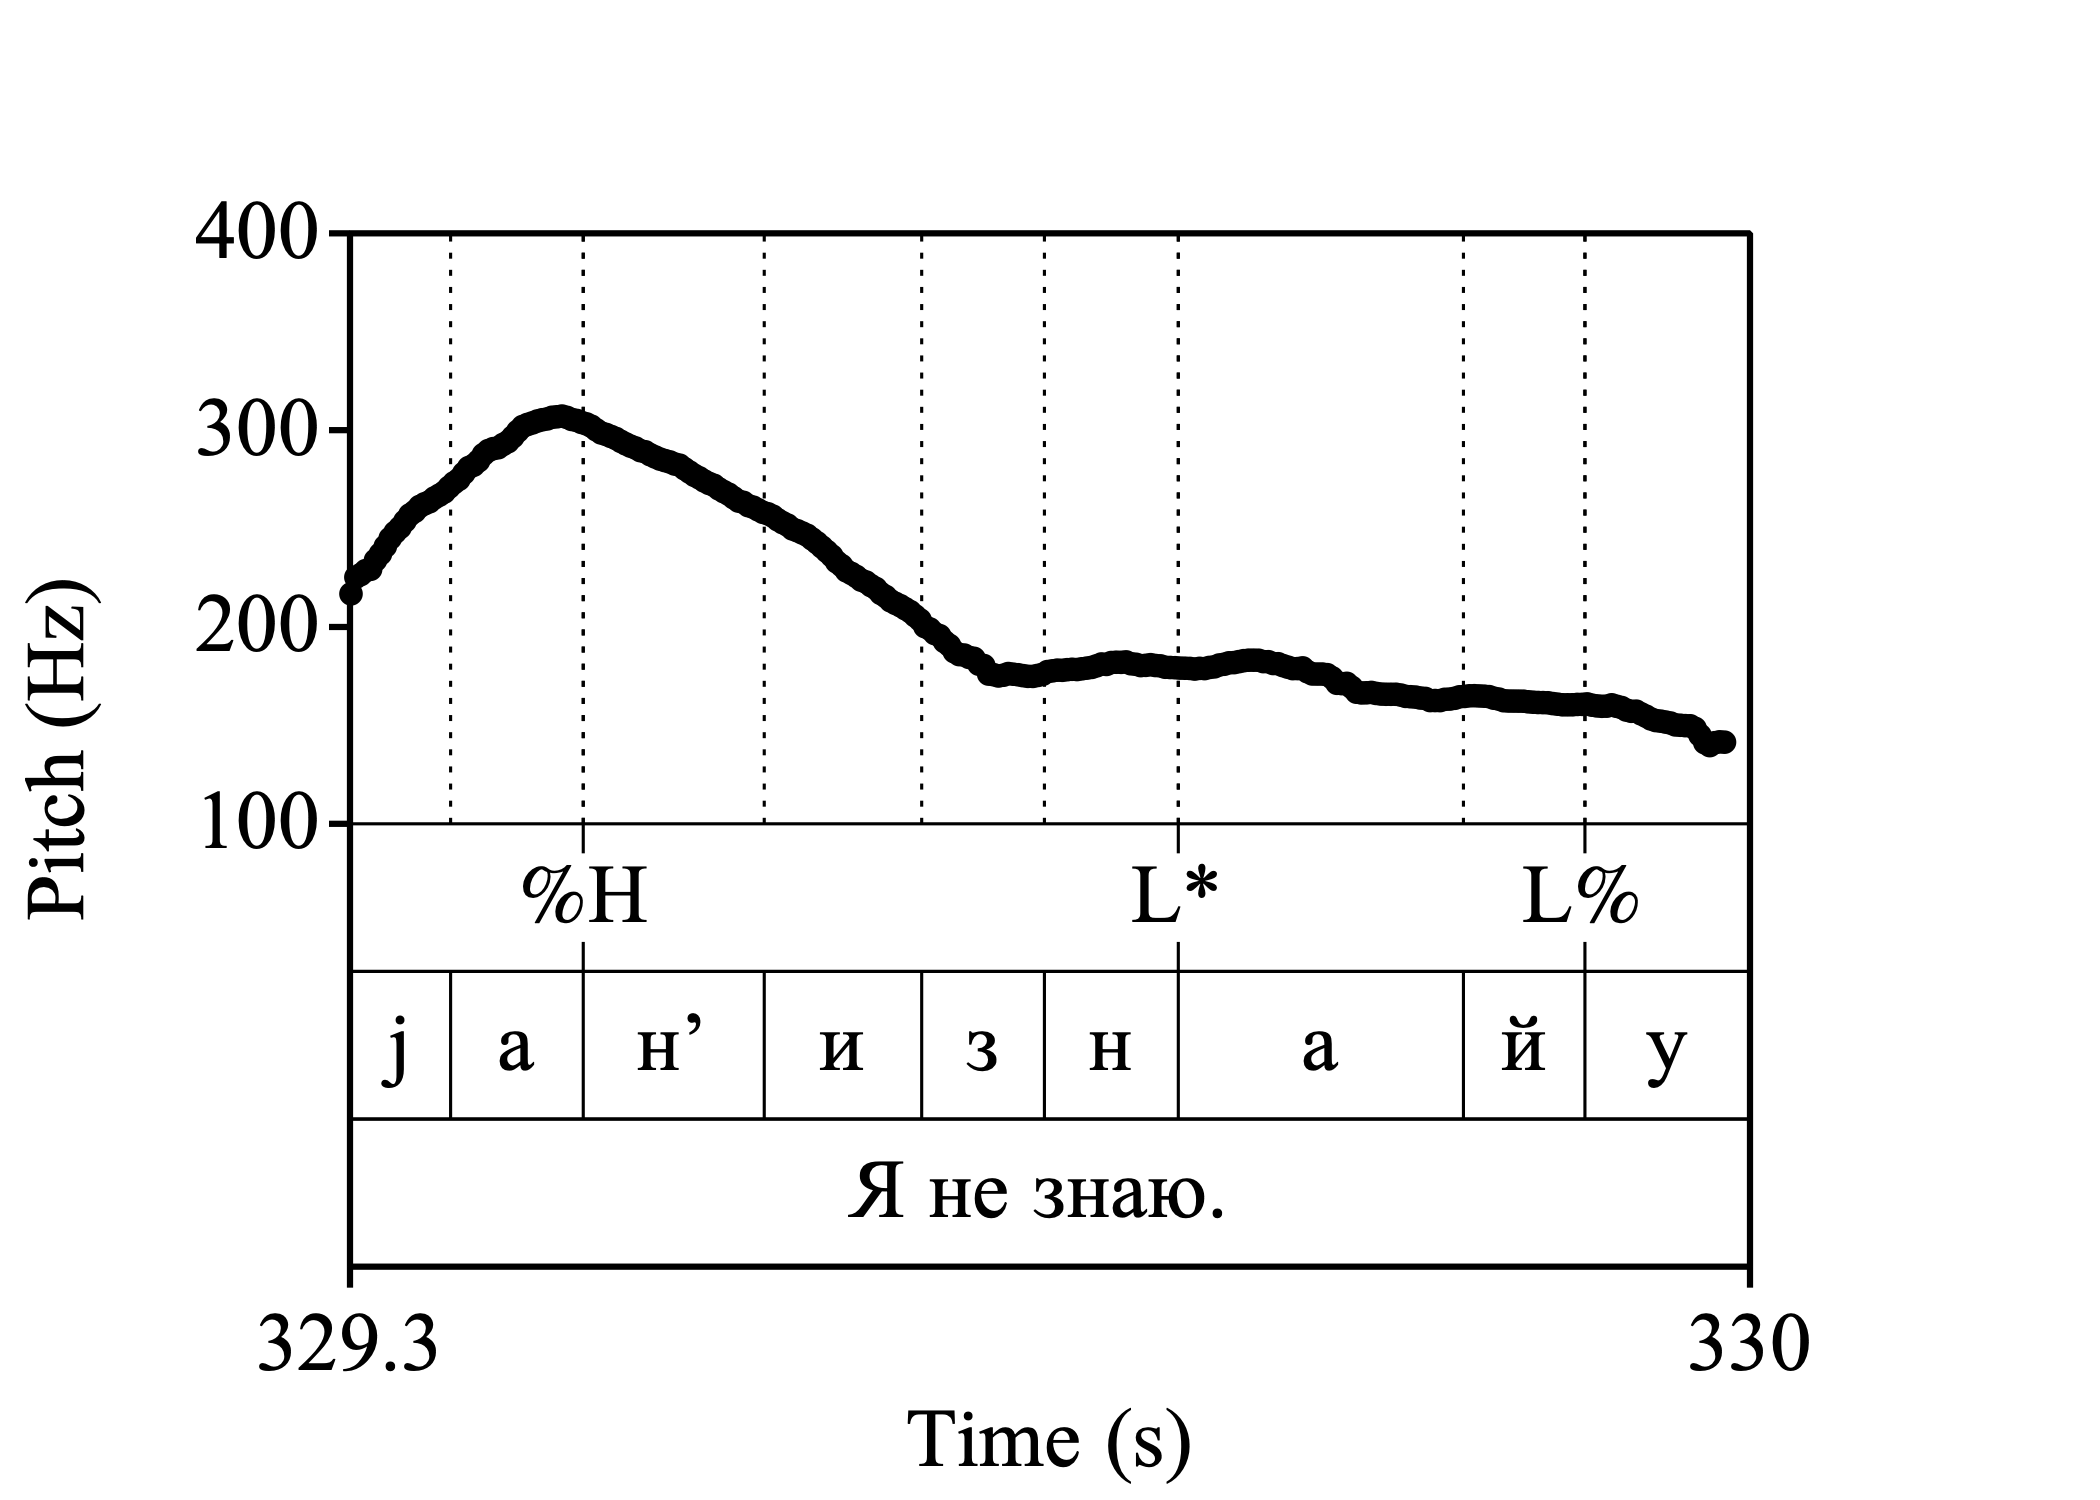 400
300
200
100
Pitch (Hz)
%H L* L%
j а н’ и з н а й у
Я не знаю.
329.3 330
Time (s)